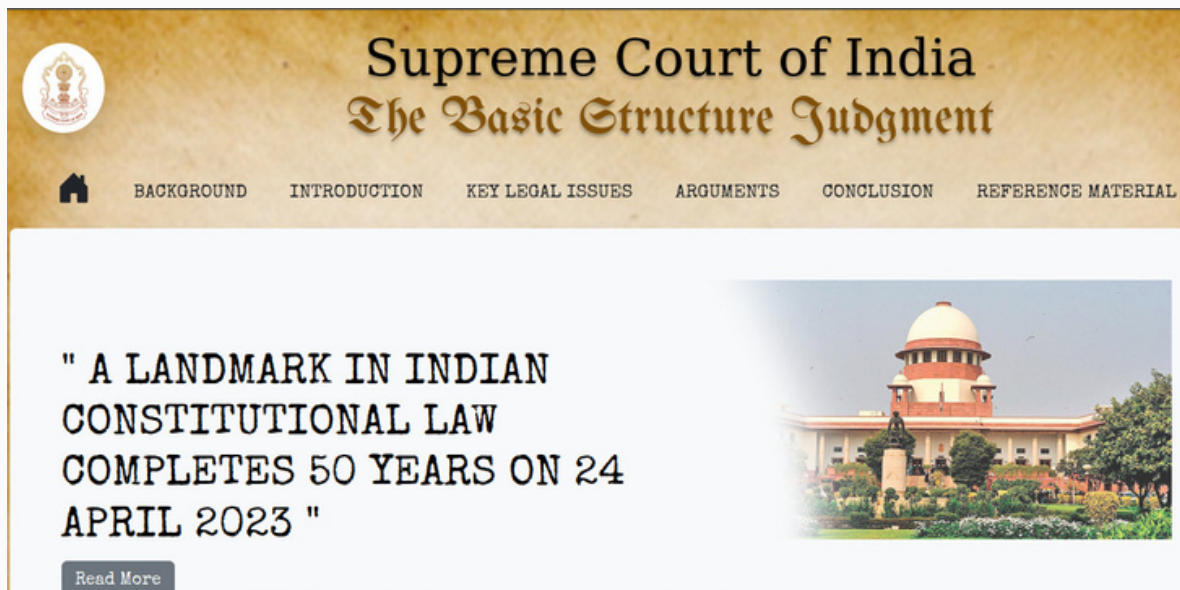 Supreme Court of India
The Basic Structure Judgment
BACKGROUND INTRODUCTION KEY LEGAL ISSUES ARGUMENTS CONCLUSION REFERENCE MATERIAL
" A LANDMARK IN INDIAN
CONSTITUTIONAL LAW
COMPLETES 50 YEARS ON 24
APRIL 2023 "
Read More